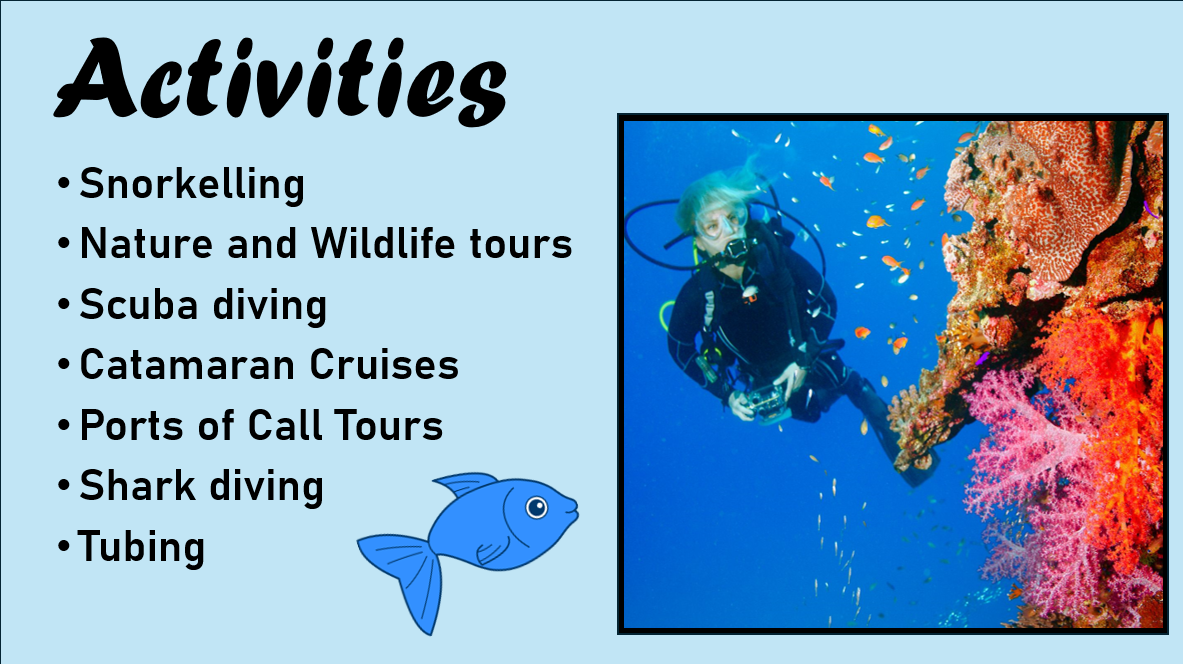 Activities
• Snorkelling
• Nature and Wildlife tours
• Scuba diving
• Catamaran Cruises
• Ports of Call Tours
• Shark diving
• Tubing